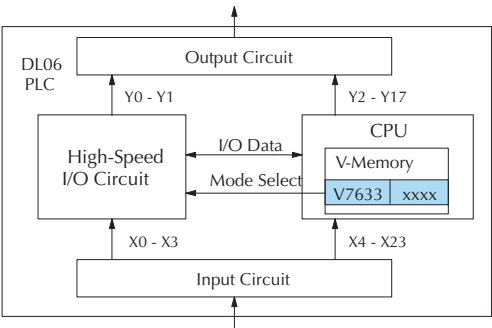 Output Circuit
DL06
PLC
Y0 - Y1
Y2 - Y17
CPU
High-Speed
I/O Circuit
I/O Data
V-Memory
Mode Select
V7633
xxxx
X0 - X3
X4 - X23
Input Circuit